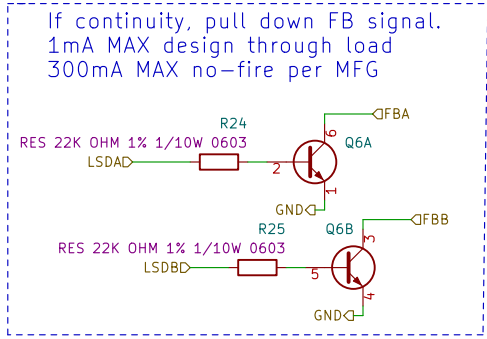 If continuity, pull down FB signal.
1mA MAX design through load
300mA MAX no-fire per MFG
FBA
R24
6
RES 22K OHM 1% 1/10W 0603
Q6A
LSDA
2
1
GND
R25
Q6B
FBB
3
RES 22K OHM 1% 1/10W 0603
LSDB
5
4
GND